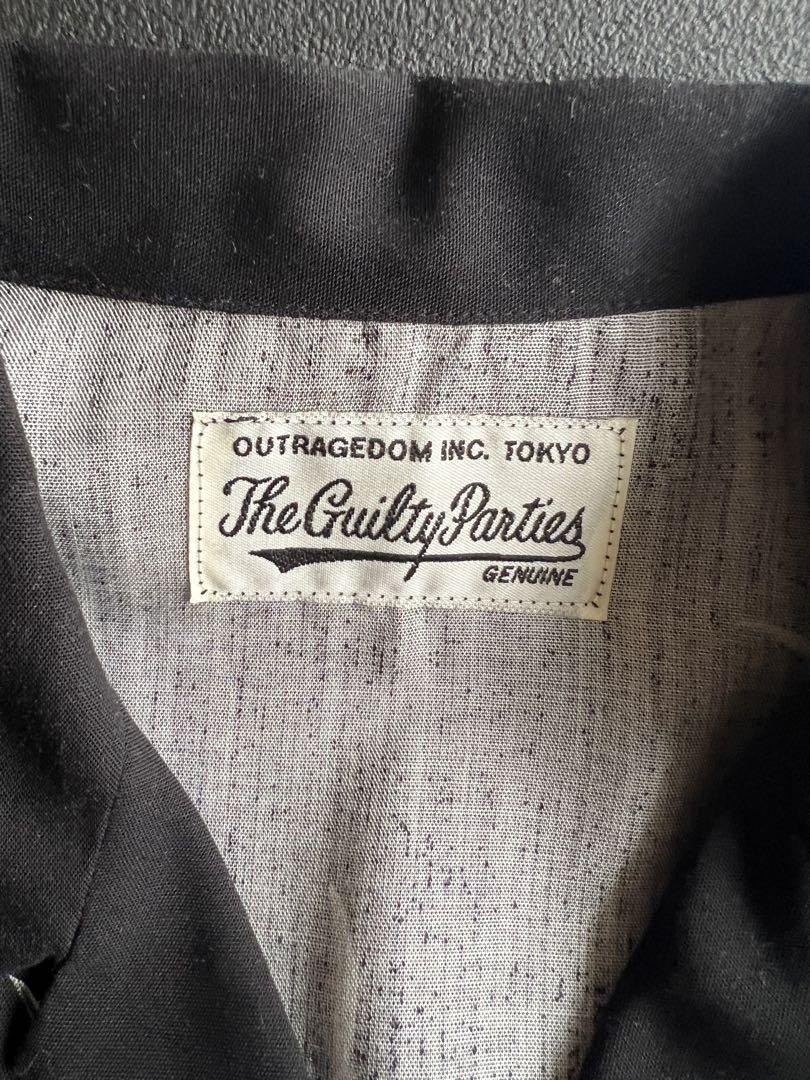 OUTRAGEDOM INC. TOKYO
The Guilty Parties
GENUINE